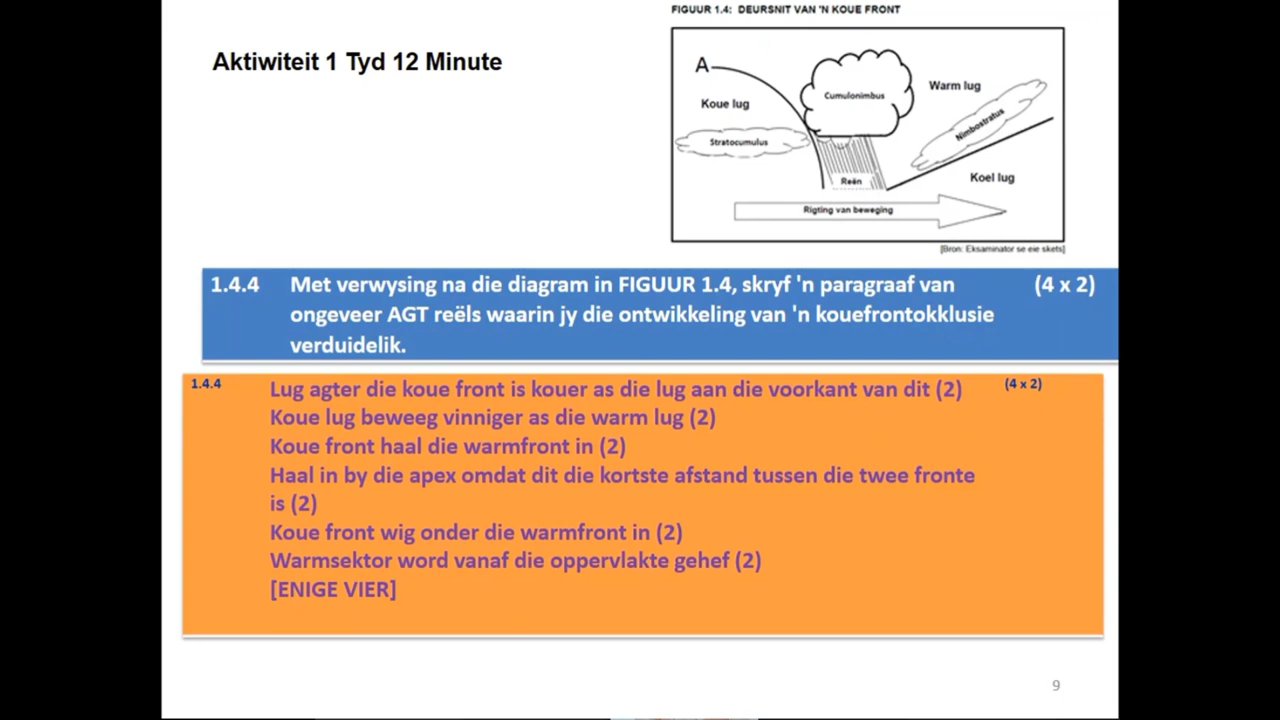 FIGUUR 1.4: DEURSNIT VAN 'N KOUE FRONT
Aktiwiteit 1 Tyd 12 Minute
A
Koue lug
Cumulonimbus
Warm lug
Stratocumulus
Nimbostratus
Reën
Koel lug
Rigting van beweging
[Bron: Eksaminator se eie skets]
1.4.4 Met verwysing na die diagram in FIGUUR 1.4, skryf 'n paragraaf van (4 x 2)
ongeveer AGT reëls waarin jy die ontwikkeling van 'n kouefrontokklusie
verduidelik.
1.4.4 Lug agter die koue front is kouer as die lug aan die voorkant van dit (2) (4 x 2)
Koue lug beweeg vinniger as die warm lug (2)
Koue front haal die warmfront in (2)
Haal in by die apex omdat dit die kortste afstand tussen die twee fronte
is (2)
Koue front wig onder die warmfront in (2)
Warmsektor word vanaf die oppervlakte gehef (2)
[ENIGE VIER]
9